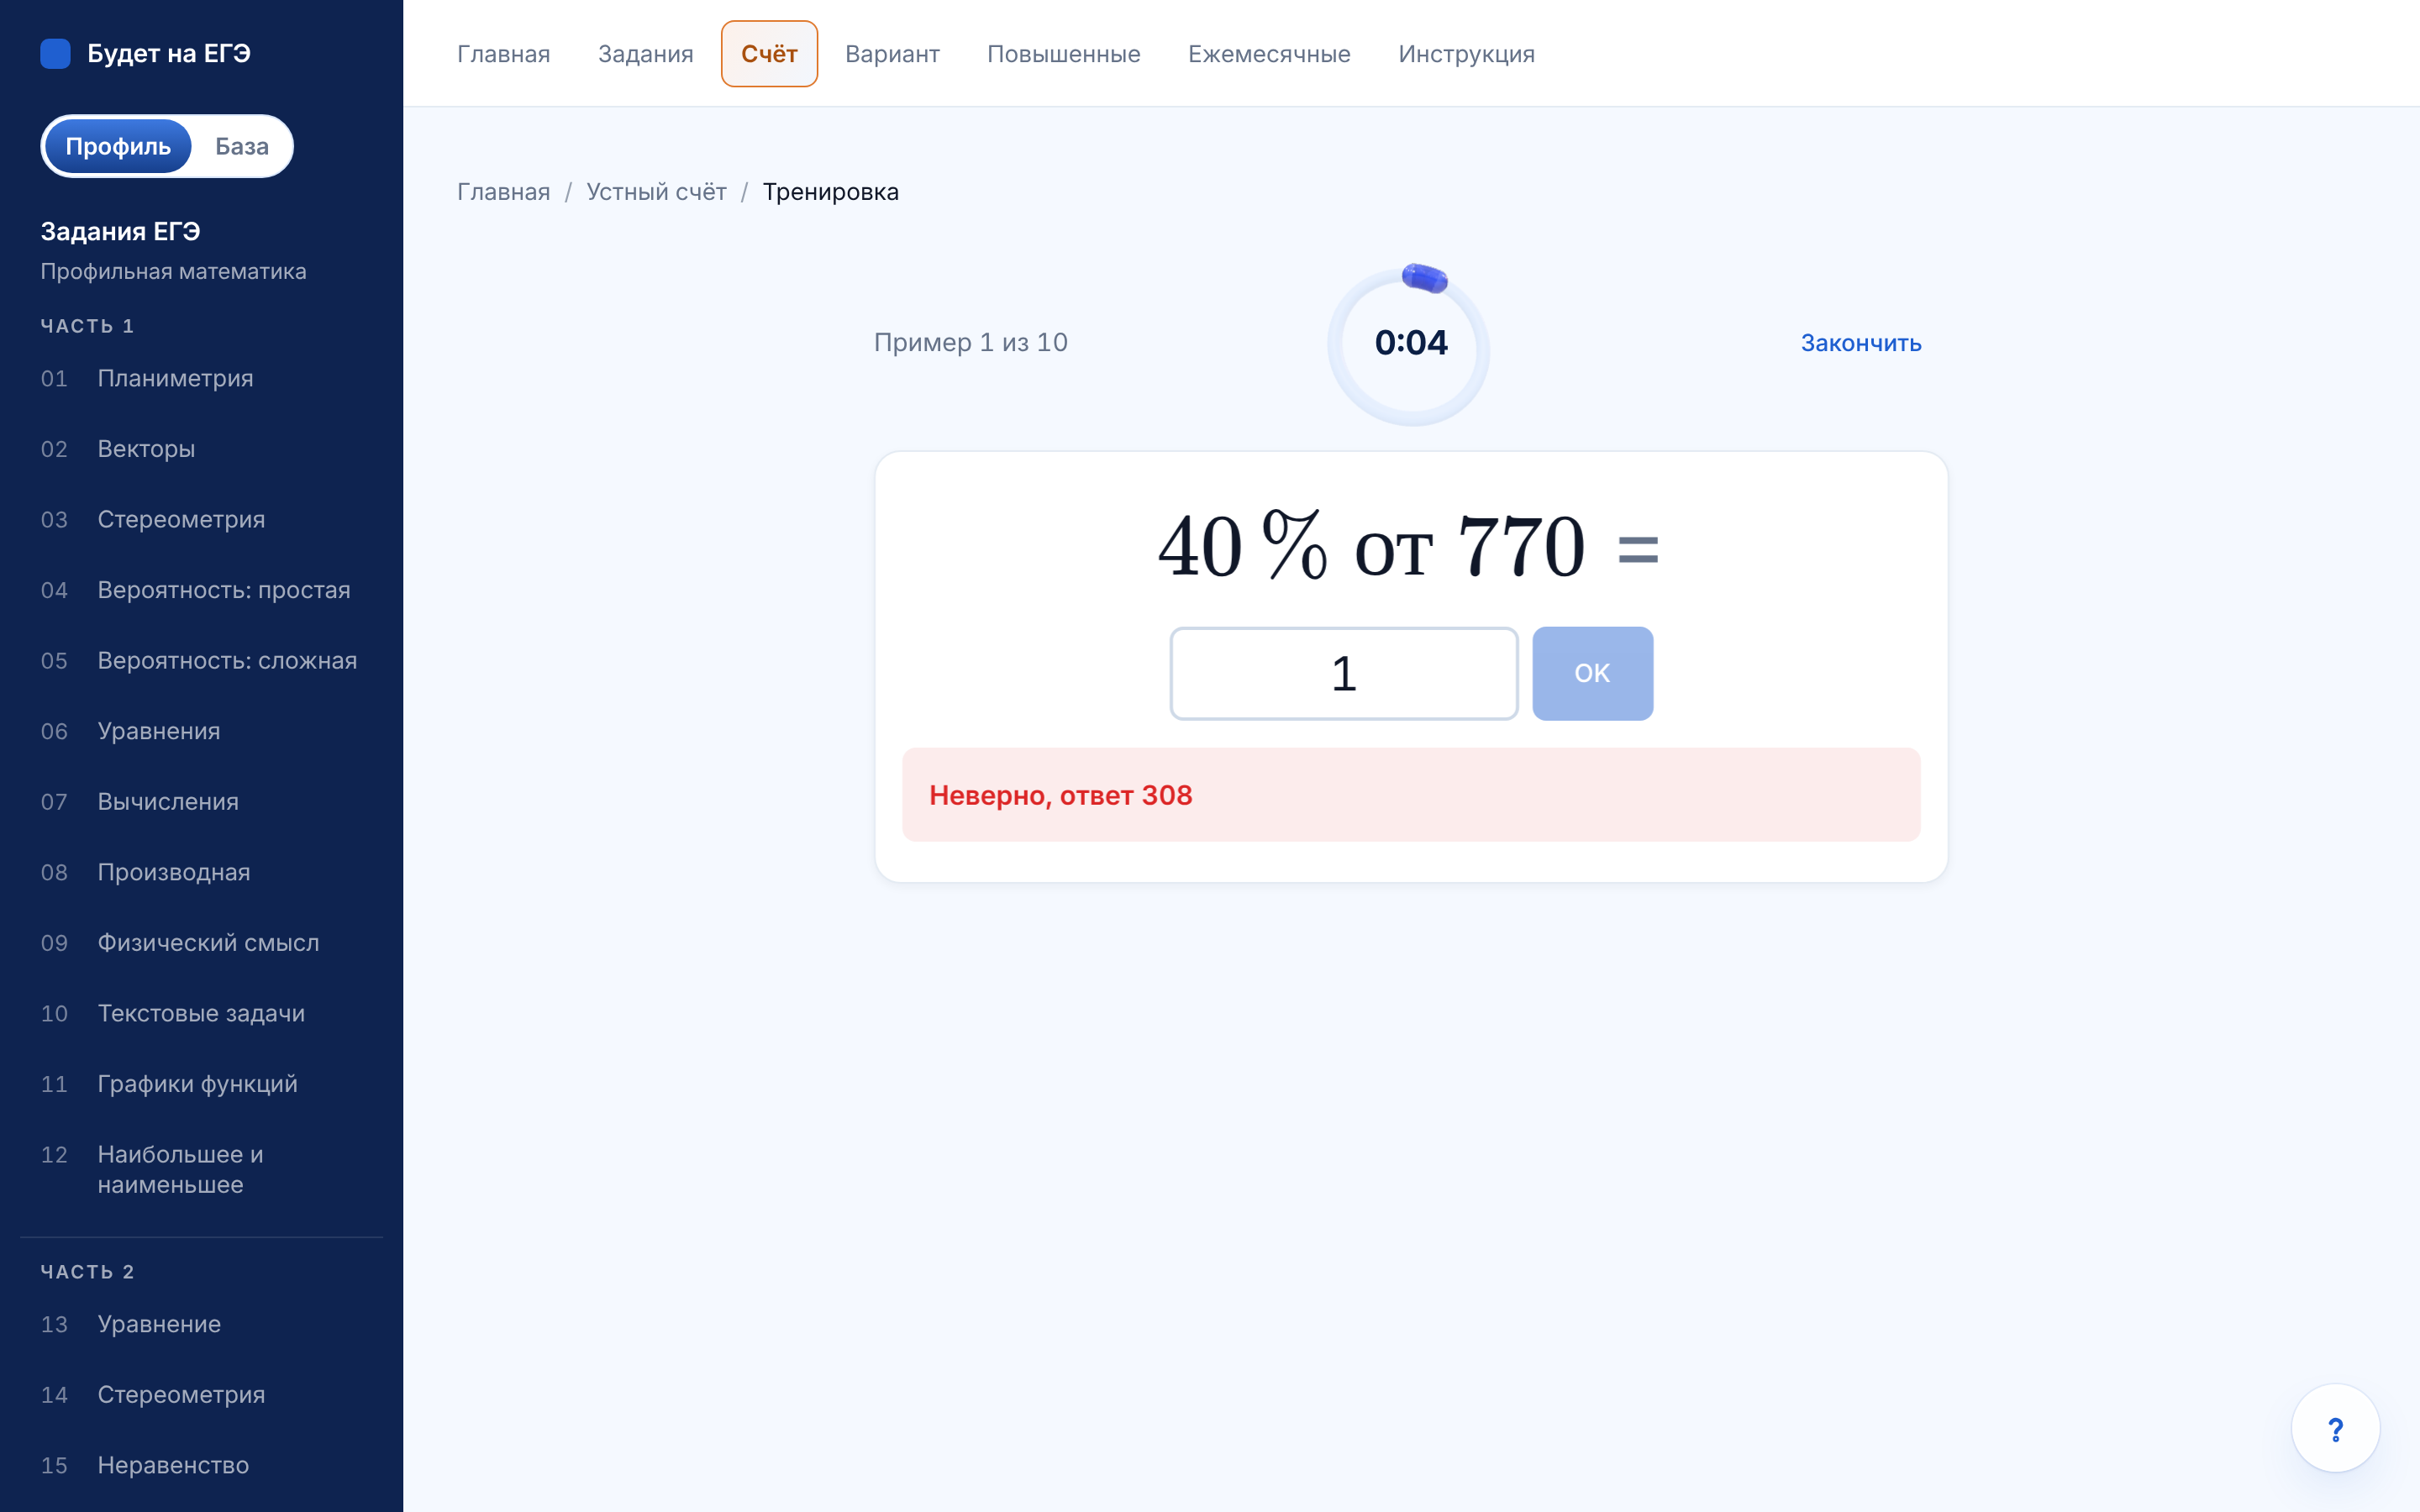 Будет на ЕГЭ
Профиль База
Задания ЕГЭ
Профильная математика
ЧАСТЬ 1
01 Планиметрия
02 Векторы
03 Стереометрия
04 Вероятность: простая
05 Вероятность: сложная
06 Уравнения
07 Вычисления
08 Производная
09 Физический смысл
10 Текстовые задачи
11 Графики функций
12 Наибольшее и
наименьшее
ЧАСТЬ 2
13 Уравнение
14 Стереометрия
15 Неравенство
Главная Задания Счёт Вариант Повышенные Ежемесячные Инструкция
Главная / Устный счёт / Тренировка
Пример 1 из 10 0:04 Закончить
40 % от 770 =
1 ОК
Неверно, ответ 308
?